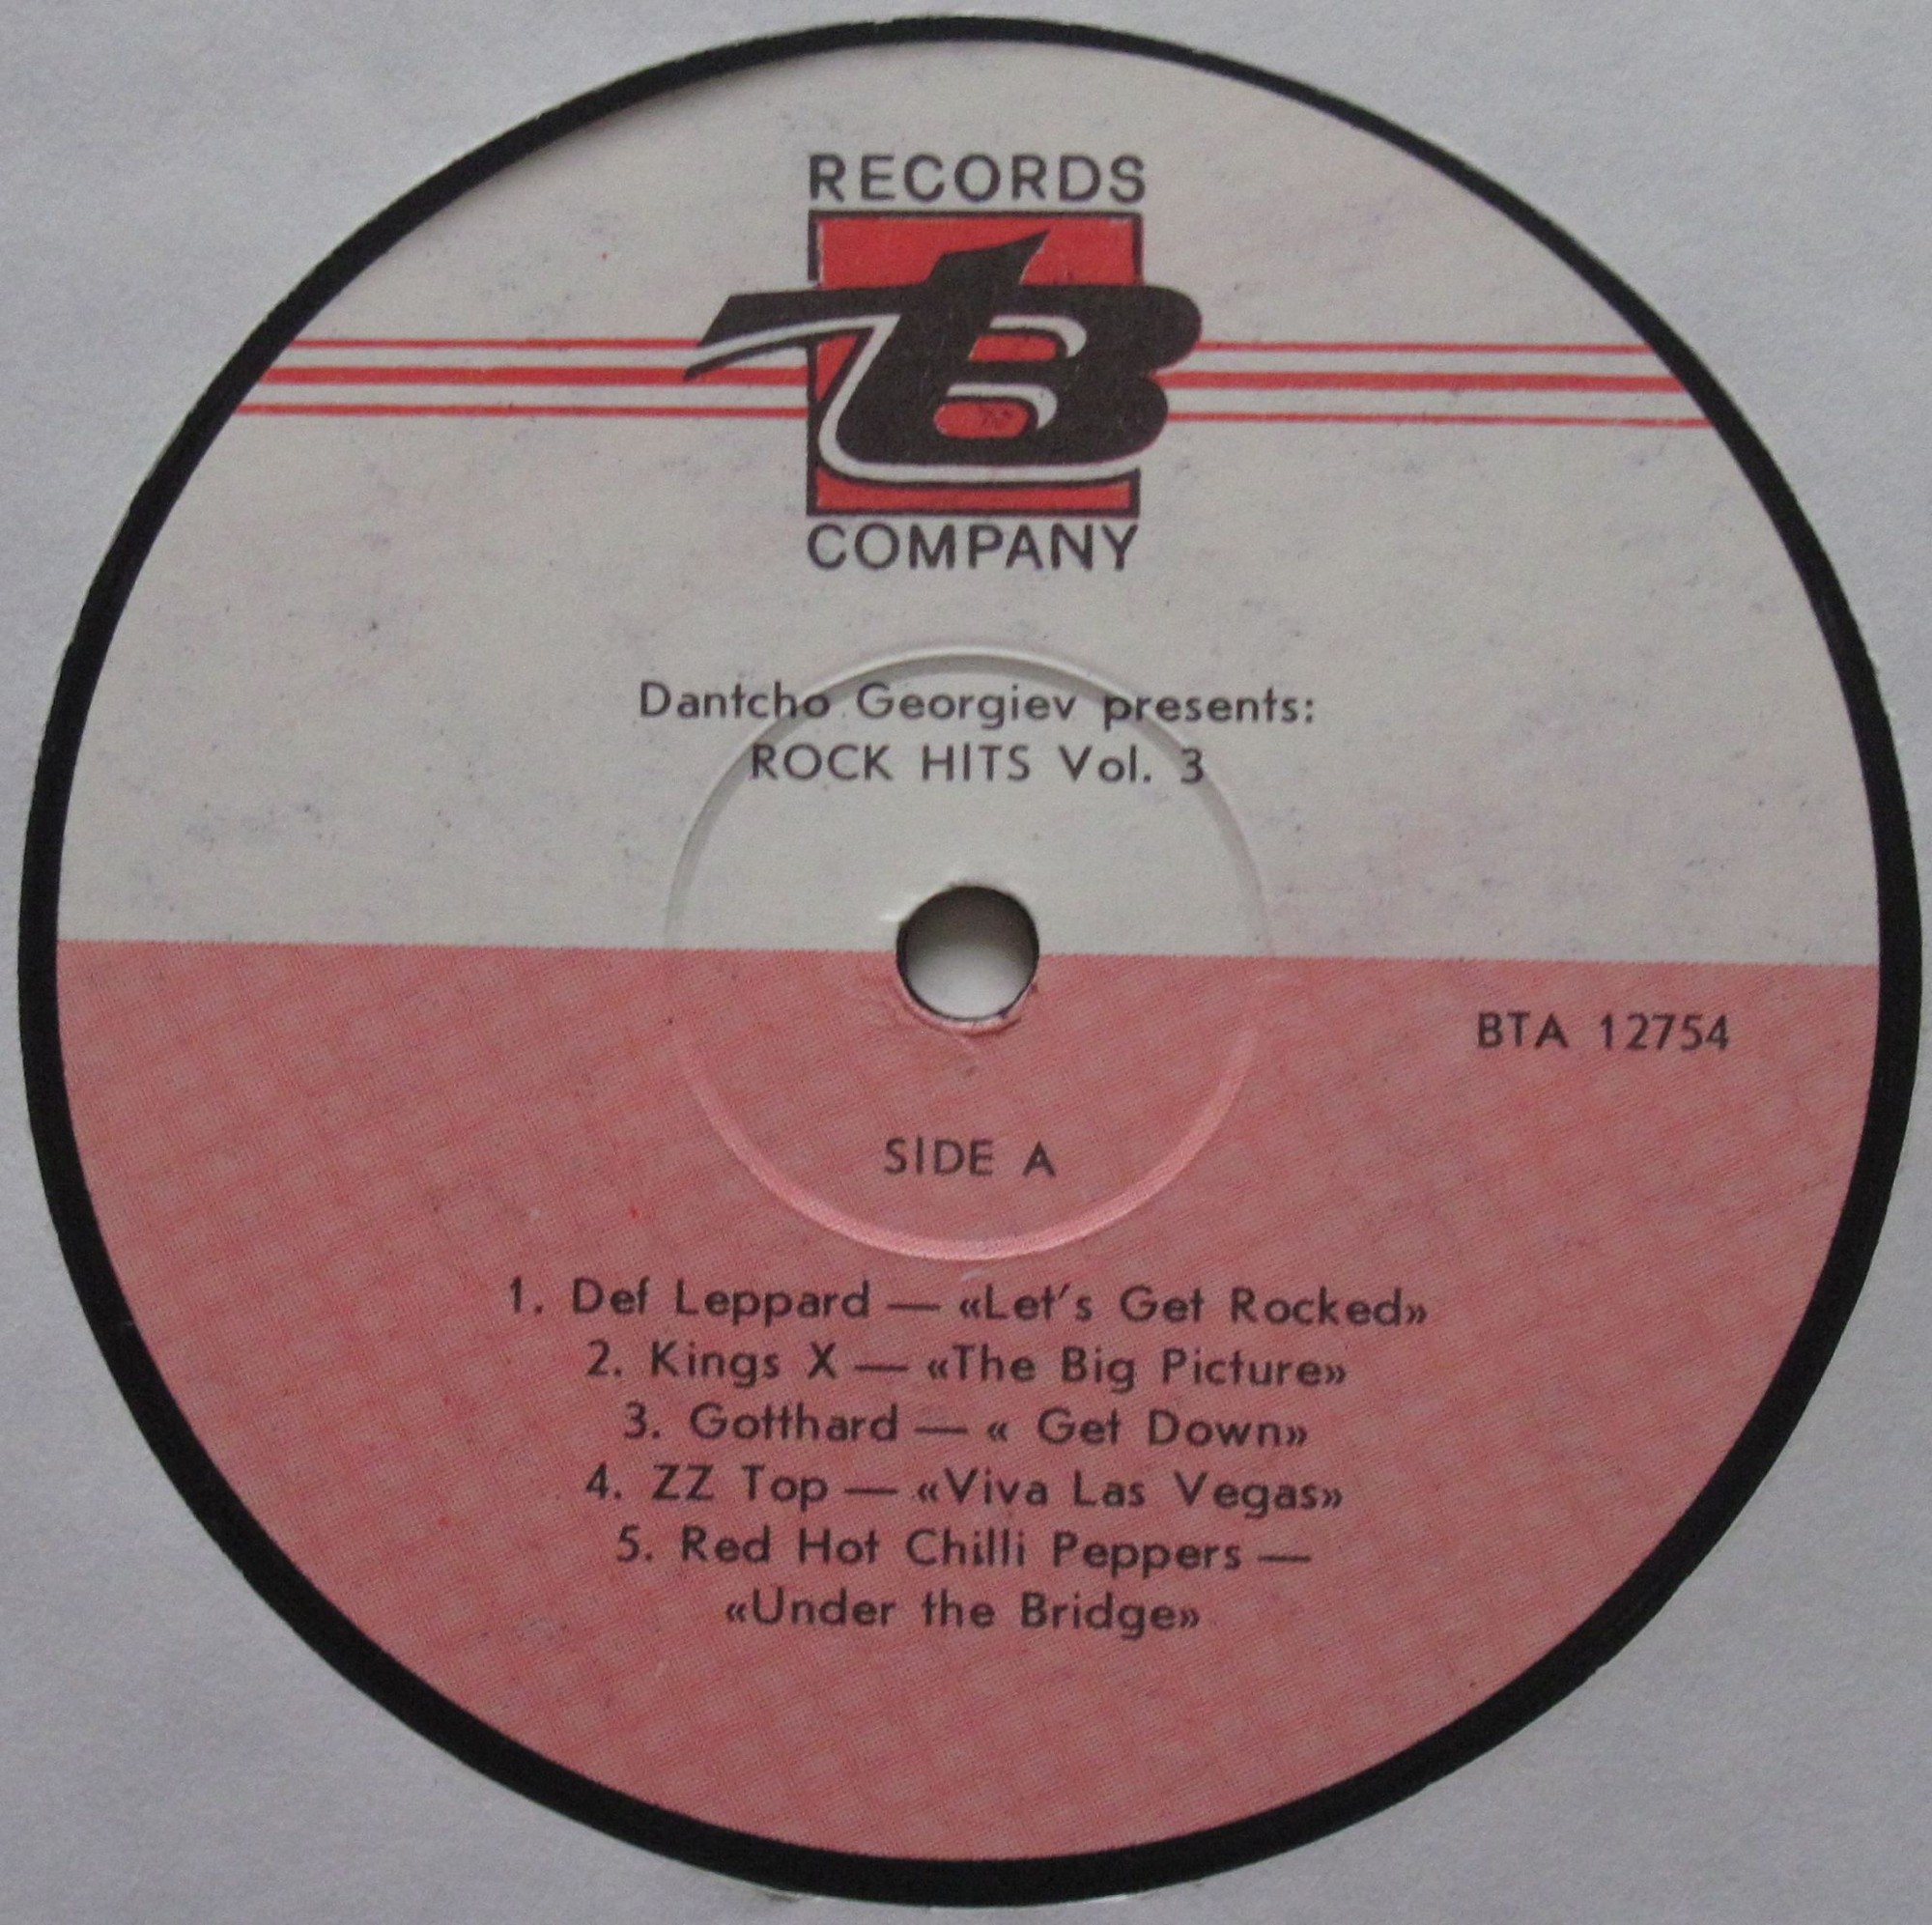 RECORDS
TB
COMPANY
Dantcho Georgiev presents:
ROCK HITS Vol. 3
BTA 12754
SIDE A
1. Def Leppard — «Let's Get Rocked»
2. Kings X — «The Big Picture»
3. Gotthard — « Get Down»
4. ZZ Top — «Viva Las Vegas»
5. Red Hot Chilli Peppers —
«Under the Bridge»